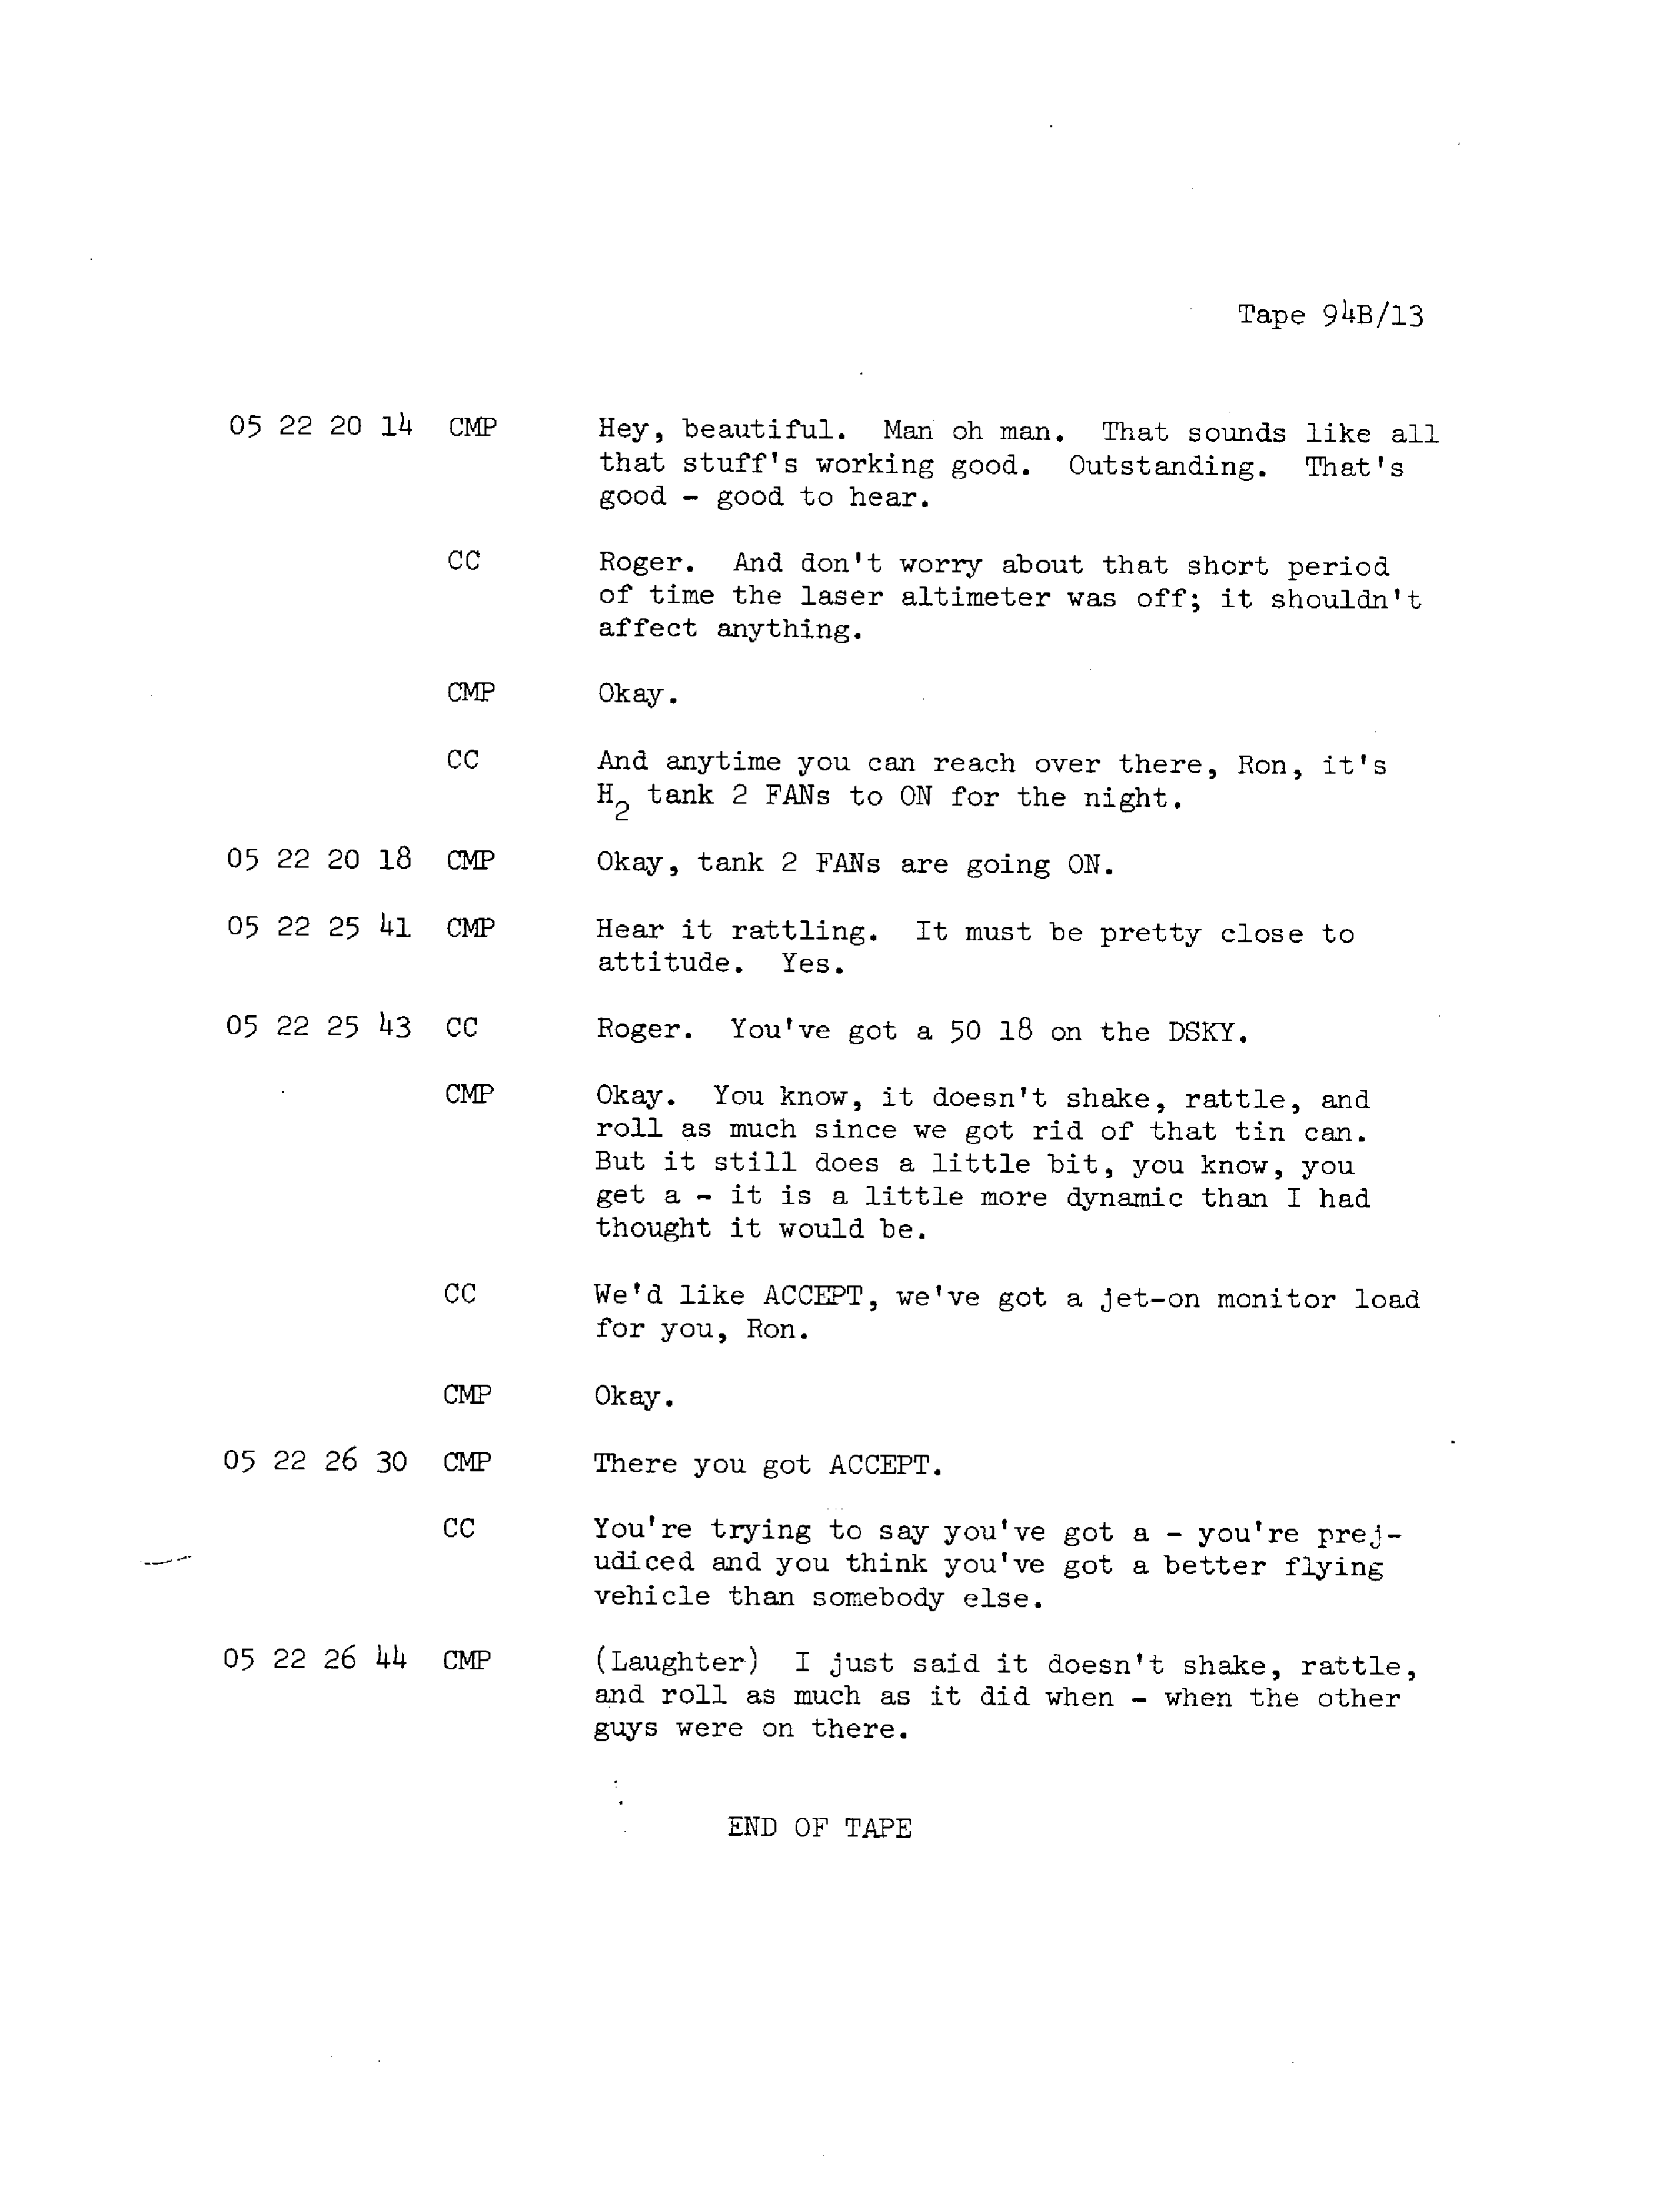 Tape 94B/13
05 22 20 14 CMP Hey, beautiful. Man oh man. That sounds like all
that stuff's working good. Outstanding. That's
good - good to hear.
CC Roger. And don't worry about that short period
of time the laser altimeter was off; it shouldn't
affect anything.
CMP Okay.
CC And anytime you can reach over there, Ron, it's
H2 tank 2 FANs to ON for the night.
05 22 20 18 CMP Okay, tank 2 FANs are going ON.
05 22 25 41 CMP Hear it rattling. It must be pretty close to
attitude. Yes.
05 22 25 43 CC Roger. You've got a 50 18 on the DSKY.
CMP Okay. You know, it doesn't shake, rattle, and
roll as much since we got rid of that tin can.
But it still does a little bit, you know, you
get a - it is a little more dynamic than I had
thought it would be.
CC We'd like ACCEPT, we've got a jet-on monitor load
for you, Ron.
CMP Okay.
05 22 26 30 CMP There you got ACCEPT.
CC You're trying to say you've got a - you're prej-
udiced and you think you've got a better flying
vehicle than somebody else.
05 22 26 44 CMP (Laughter) I just said it doesn't shake, rattle,
and roll as much as it did when - when the other
guys were on there.
END OF TAPE